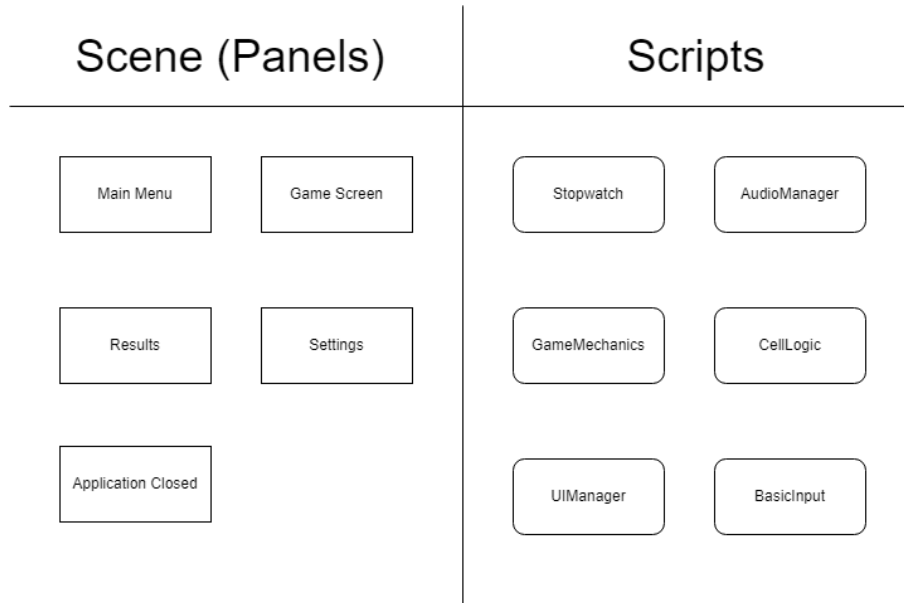 Scene (Panels)
Scripts
Main Menu
Game Screen
Stopwatch
AudioManager
Results
Settings
GameMechanics
CellLogic
Application Closed
UIManager
BasicInput